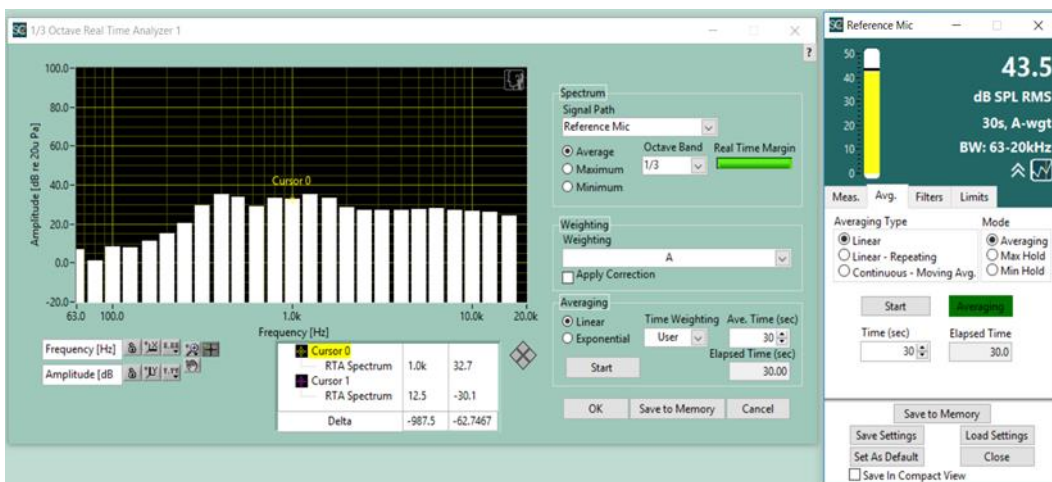 1/3 Octave Real Time Analyzer 1
?
100.0
80.0
60.0
40.0
20.0
0.0
-20.0
Amplitude [dB re 20u Pa]
Cursor 0
63.0 100.0 1.0k 10.0k 20.0k
Frequency [Hz]
Frequency [Hz]
Amplitude [dB
Cursor 0
RTA Spectrum 1.0k 32.7
Cursor 1
RTA Spectrum 12.5 -30.1
Delta -987.5 -62.7467
Spectrum
Signal Path
Reference Mic
Average
Maximum
Minimum
Octave Band
1/3
Real Time Margin
Weighting
Weighting
A
Apply Correction
Averaging
Linear
Exponential
Time Weighting
User
Ave. Time (sec)
30
Elapsed Time (sec)
30.00
Start
OK Save to Memory Cancel
SC Reference Mic
50
40
30
20
10
0
43.5
dB SPL RMS
30s, A-wgt
BW: 63-20kHz
Meas. Avg. Filters Limits
Averaging Type
Linear
Linear - Repeating
Continuous - Moving Avg.
Mode
Averaging
Max Hold
Min Hold
Start Averaging
Time (sec) Elapsed Time
30 30.0
Save to Memory
Save Settings Load Settings
Set As Default Close
Save In Compact View